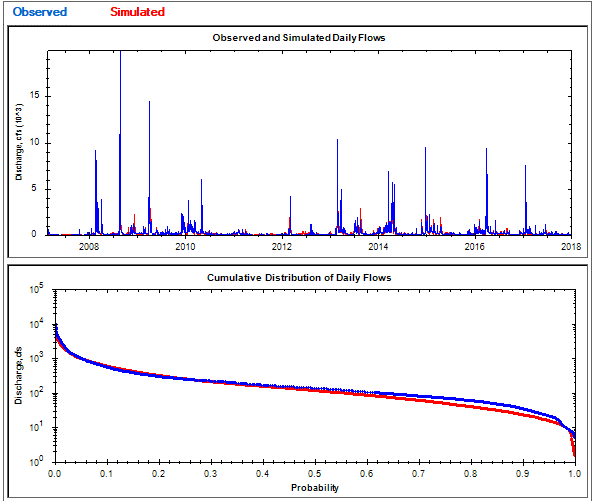 Observed Simulated
Observed and Simulated Daily Flows
Discharge, cfs (10^3)
15
10
5
0
2008 2010 2012 2014 2016 2018
Cumulative Distribution of Daily Flows
Discharge, cfs
10^5
10^4
10^3
10^2
10^1
10^0
0.0 0.1 0.2 0.3 0.4 0.5 0.6 0.7 0.8 0.9 1.0
Probability